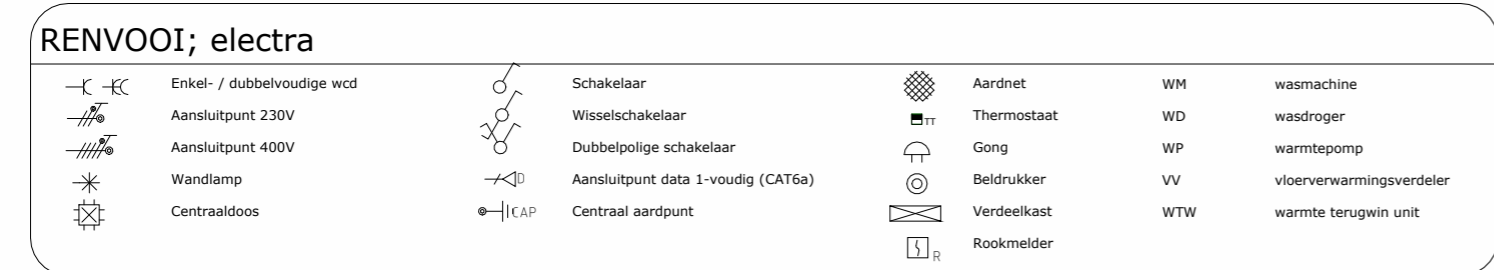 RENVOOI; electra
Enkel- / dubbelvoudige wcd
Aansluitpunt 230V
Aansluitpunt 400V
Wandlamp
Centraaldoos
Schakelaar
Wisselschakelaar
Dubbelpolige schakelaar
D Aansluitpunt data 1-voudig (CAT6a)
CAP Centraal aardpunt
Aardnet
TT Thermostaat
Gong
Beldrukker
Verdeelkast
R Rookmelder
WM wasmachine
WD wasdroger
WP warmtepomp
VV vloerverwarmingsverdeler
WTW warmte terugwin unit